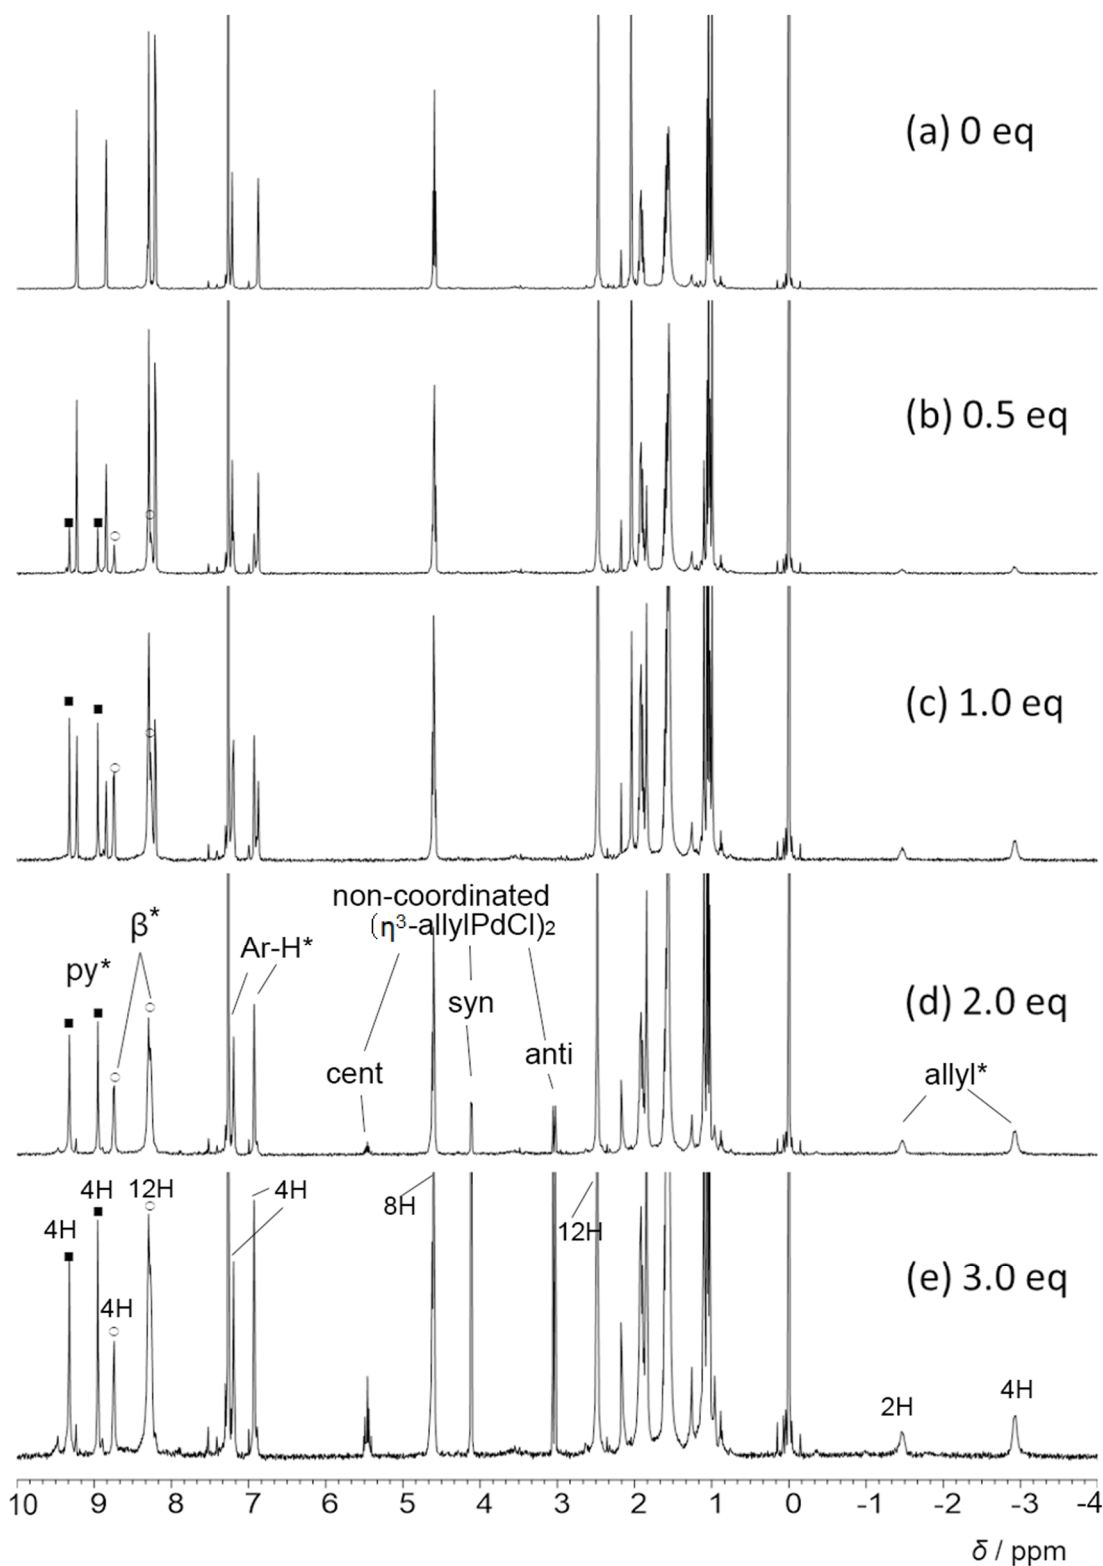 (a) 0 eq
(b) 0.5 eq
(c) 1.0 eq
non-coordinated
(η³-allylPdCl)₂
β*
Ar-H*
py*
syn
(d) 2.0 eq
anti
cent
allyl*
4H 12H
4H
8H
4H
12H
(e) 3.0 eq
4H
2H
4H
10 9 8 7 6 5 4 3 2 1 0 -1 -2 -3 -4
δ / ppm